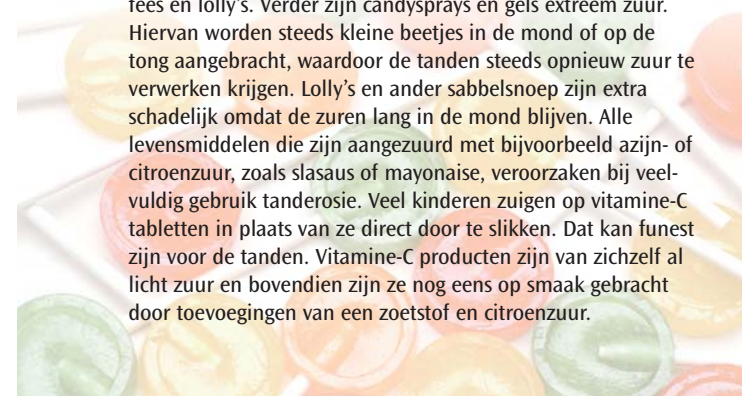 fees en lolly's. Verder zijn candysprays en gels extreem zuur.
Hiervan worden steeds kleine beetjes in de mond of op de
tong aangebracht, waardoor de tanden steeds opnieuw zuur te
verwerken krijgen. Lolly's en ander sabbelsnoep zijn extra
schadelijk omdat de zuren lang in de mond blijven. Alle
levensmiddelen die zijn aangezuurd met bijvoorbeeld azijn- of
citroenzuur, zoals slasaus of mayonaise, veroorzaken bij veel-
vuldig gebruik tanderosie. Veel kinderen zuigen op vitamine-C
tabletten in plaats van ze direct door te slikken. Dat kan funest
zijn voor de tanden. Vitamine-C producten zijn van zichzelf al
licht zuur en bovendien zijn ze nog eens op smaak gebracht
door toevoegingen van een zoetstof en citroenzuur.